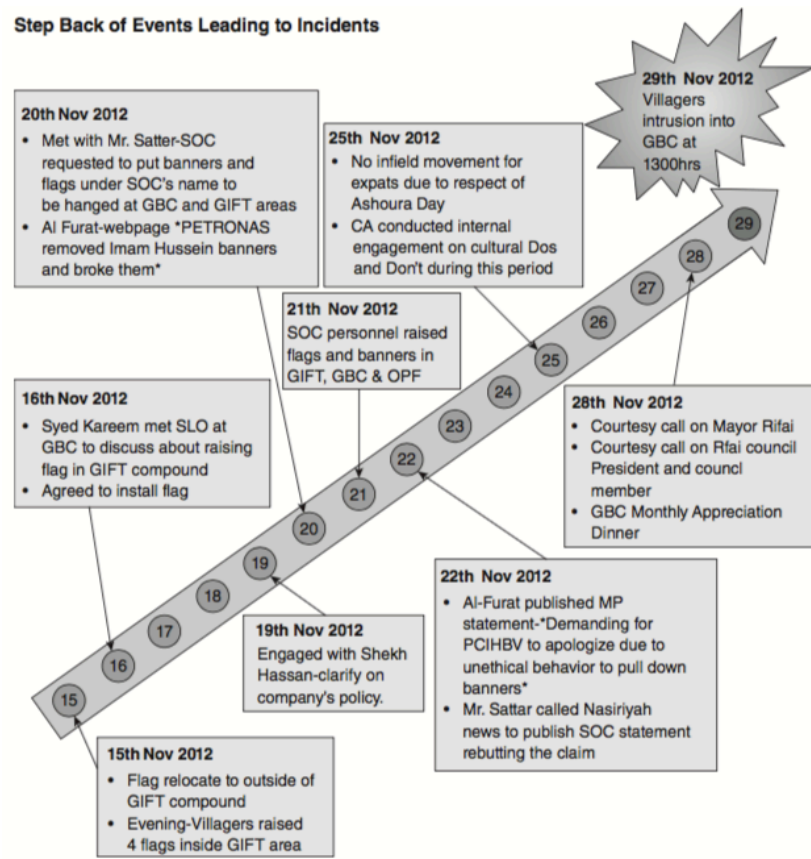 Step Back of Events Leading to Incidents
29th Nov 2012
Villagers
intrusion into
GBC at
1300hrs
20th Nov 2012
• Met with Mr. Satter-SOC
requested to put banners and
flags under SOC's name to
be hanged at GBC and GIFT areas
• Al Furat-webpage *PETRONAS
removed Imam Hussein banners
and broke them*
25th Nov 2012
• No infield movement for
expats due to respect of
Ashoura Day
• CA conducted internal
engagement on cultural Dos
and Don't during this period
21th Nov 2012
SOC personnel raised
flags and banners in
GIFT, GBC & OPF
16th Nov 2012
• Syed Kareem met SLO at
GBC to discuss about raising
flag in GIFT compound
• Agreed to install flag
28th Nov 2012
• Courtesy call on Mayor Rifai
• Courtesy call on Rfai council
President and councl
member
• GBC Monthly Appreciation
Dinner
22th Nov 2012
• Al-Furat published MP
statement-*Demanding for
PCIHBV to apologize due to
unethical behavior to pull down
banners*
• Mr. Sattar called Nasiriyah
news to publish SOC statement
rebutting the claim
19th Nov 2012
Engaged with Shekh
Hassan-clarify on
company's policy.
15th Nov 2012
• Flag relocate to outside of
GIFT compound
• Evening-Villagers raised
4 flags inside GIFT area
15
16
17
18
19
20
21
22
23
24
25
26
27
28
29